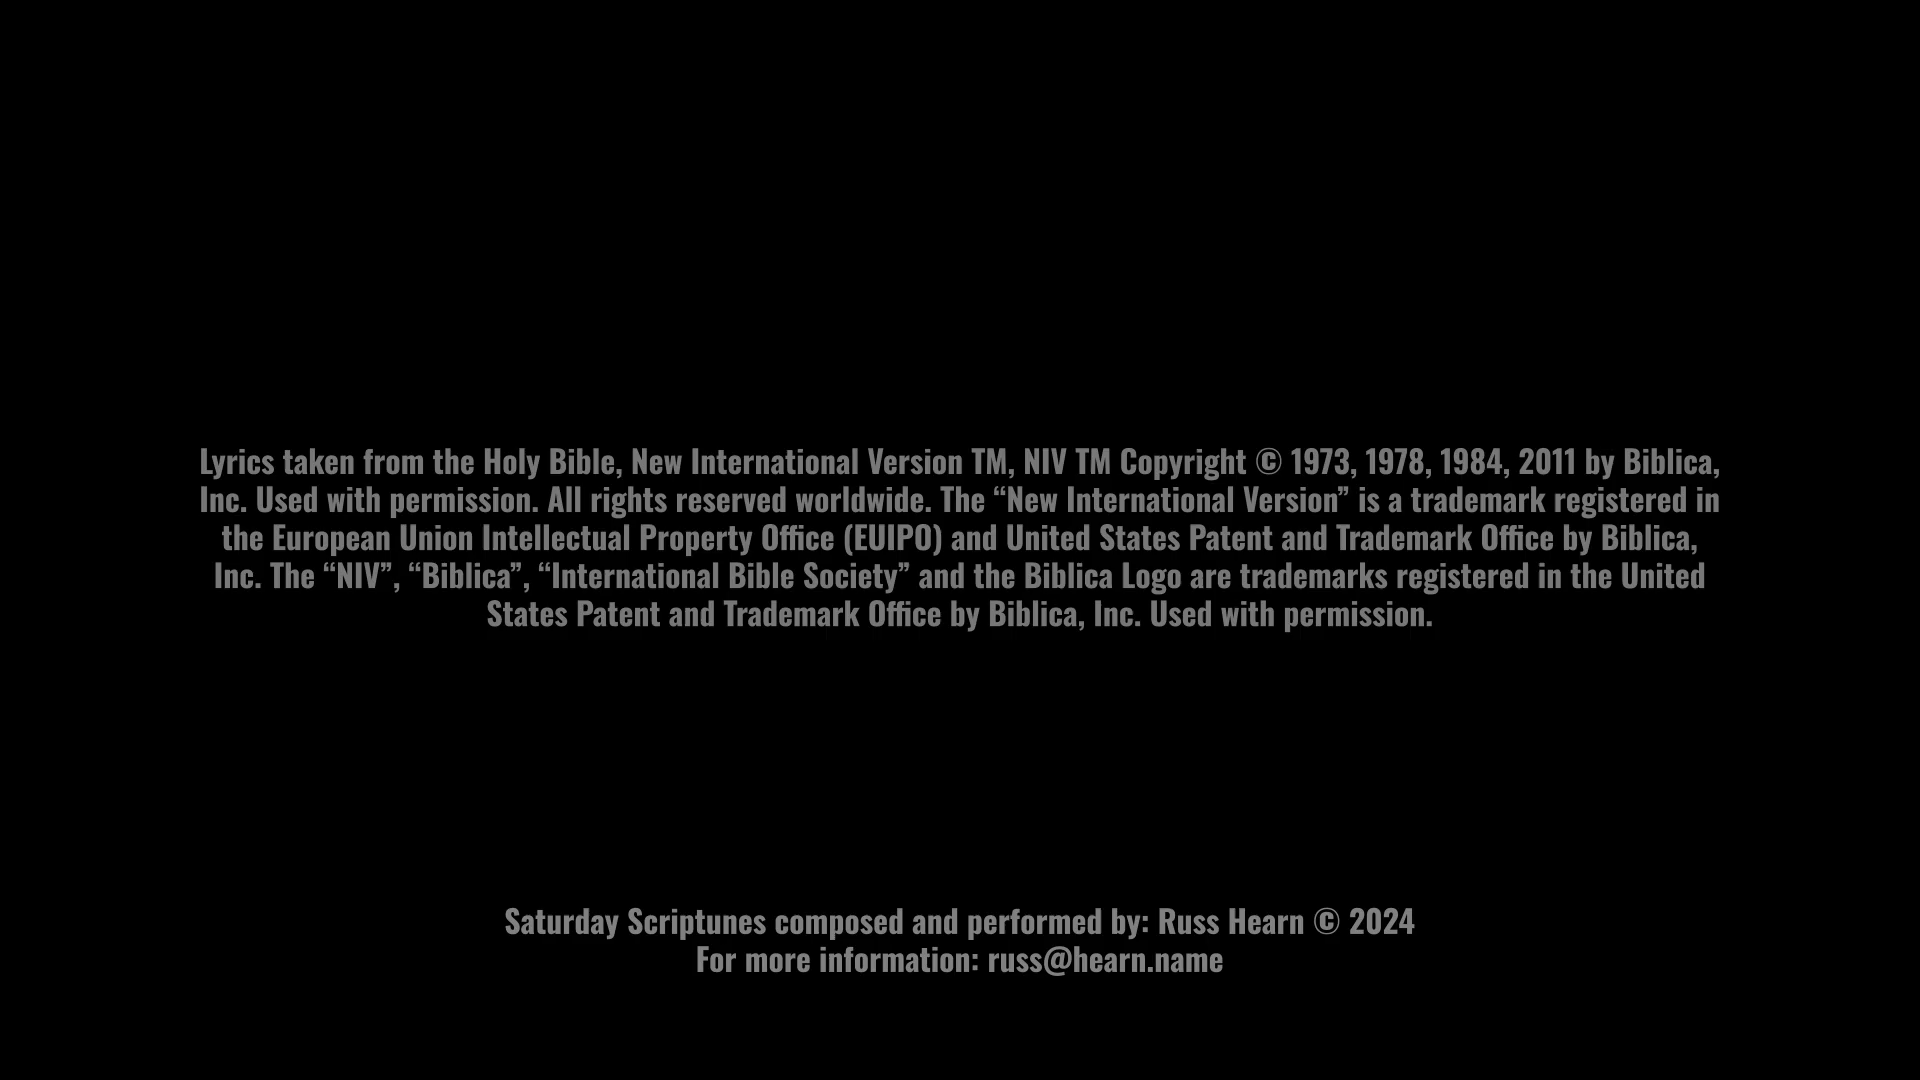 Lyrics taken from the Holy Bible, New International Version TM, NIV TM Copyright © 1973, 1978, 1984, 2011 by Biblica,
Inc. Used with permission. All rights reserved worldwide. The “New International Version” is a trademark registered in
the European Union Intellectual Property Office (EUIPO) and United States Patent and Trademark Office by Biblica,
Inc. The “NIV”, “Biblica”, “International Bible Society” and the Biblica Logo are trademarks registered in the United
States Patent and Trademark Office by Biblica, Inc. Used with permission.
Saturday Scriptunes composed and performed by: Russ Hearn © 2024
For more information: russ@hearn.name